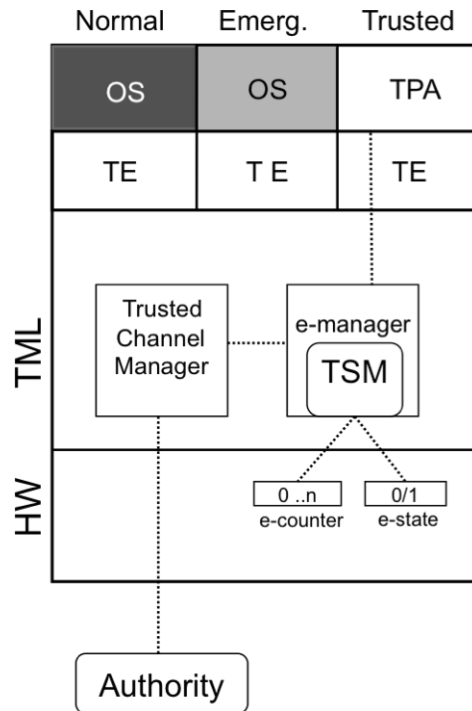 Normal Emerg. Trusted
OS OS TPA
TE T E TE
TML
Trusted
Channel
Manager
e-manager
TSM
HW
0 ..n 0/1
e-counter e-state
Authority